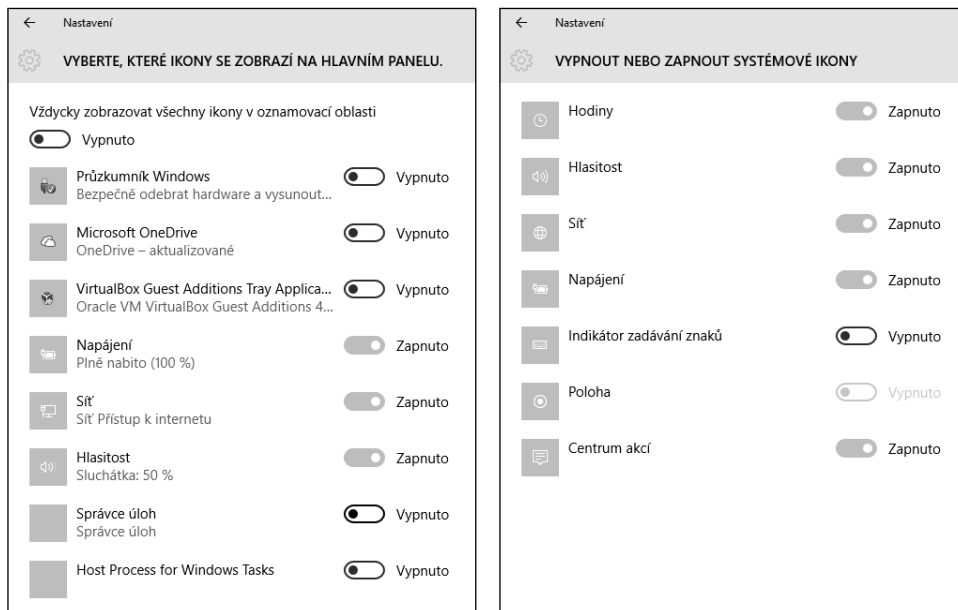 Nastavení
VYBERTE, KTERÉ IKONY SE ZOBRAZÍ NA HLAVNÍM PANELU.
Vždycky zobrazovat všechny ikony v oznamovací oblasti
Vypnuto
Průzkumník Windows
Vypnuto
Bezpečně odebrat hardware a vysunout...
Microsoft OneDrive
Vypnuto
OneDrive – aktualizované
VirtualBox Guest Additions Tray Applica...
Vypnuto
Oracle VM VirtualBox Guest Additions 4...
Napájení
Zapnuto
Plně nabito (100 %)
Síť
Zapnuto
Síť Přístup k internetu
Hlasitost
Zapnuto
Sluchátka: 50 %
Správce úloh
Vypnuto
Správce úloh
Host Process for Windows Tasks
Vypnuto
Nastavení
VYPNOUT NEBO ZAPNOUT SYSTÉMOVÉ IKONY
Hodiny
Zapnuto
Hlasitost
Zapnuto
Síť
Zapnuto
Napájení
Zapnuto
Indikátor zadávání znaků
Vypnuto
Poloha
Vypnuto
Centrum akcí
Zapnuto